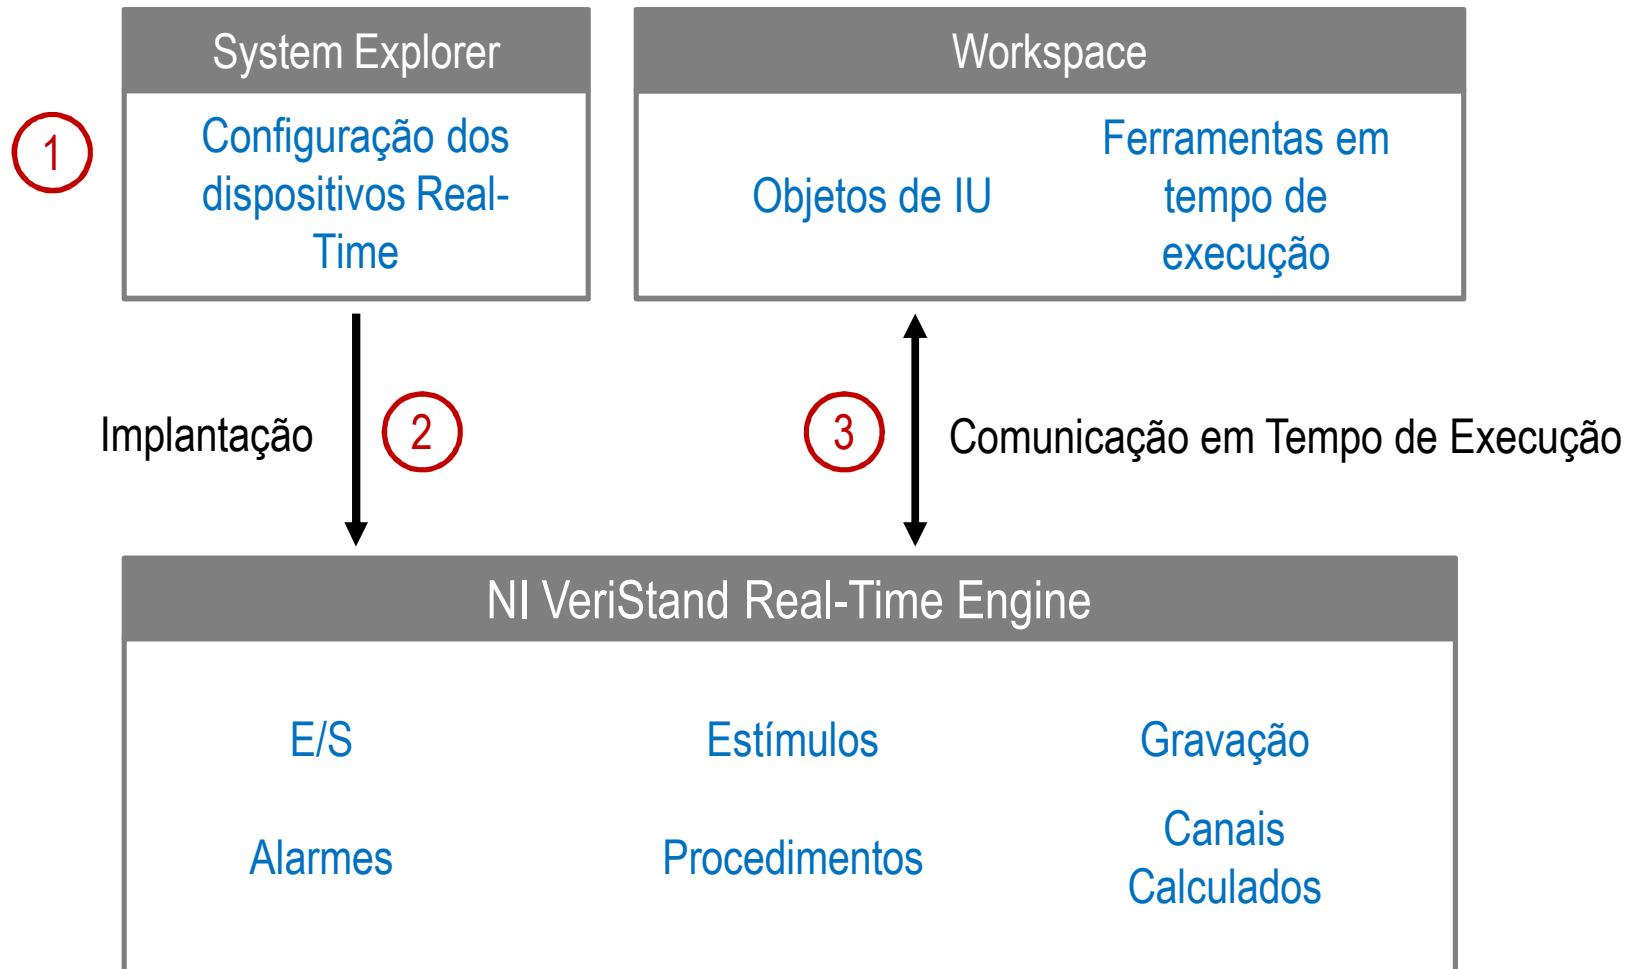 System Explorer
Workspace
1
Configuração dos
dispositivos Real-
Time
Objetos de IU
Ferramentas em
tempo de
execução
Implantação
2
3
Comunicação em Tempo de Execução
NI VeriStand Real-Time Engine
E/S
Estímulos
Gravação
Alarmes
Procedimentos
Canais
Calculados